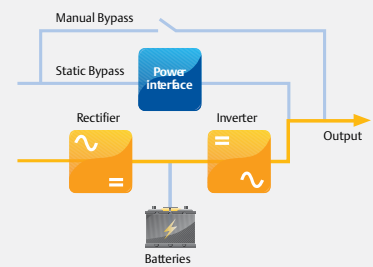 Manual Bypass
Static Bypass
Power
interface
Rectifier
Inverter
Output
Batteries